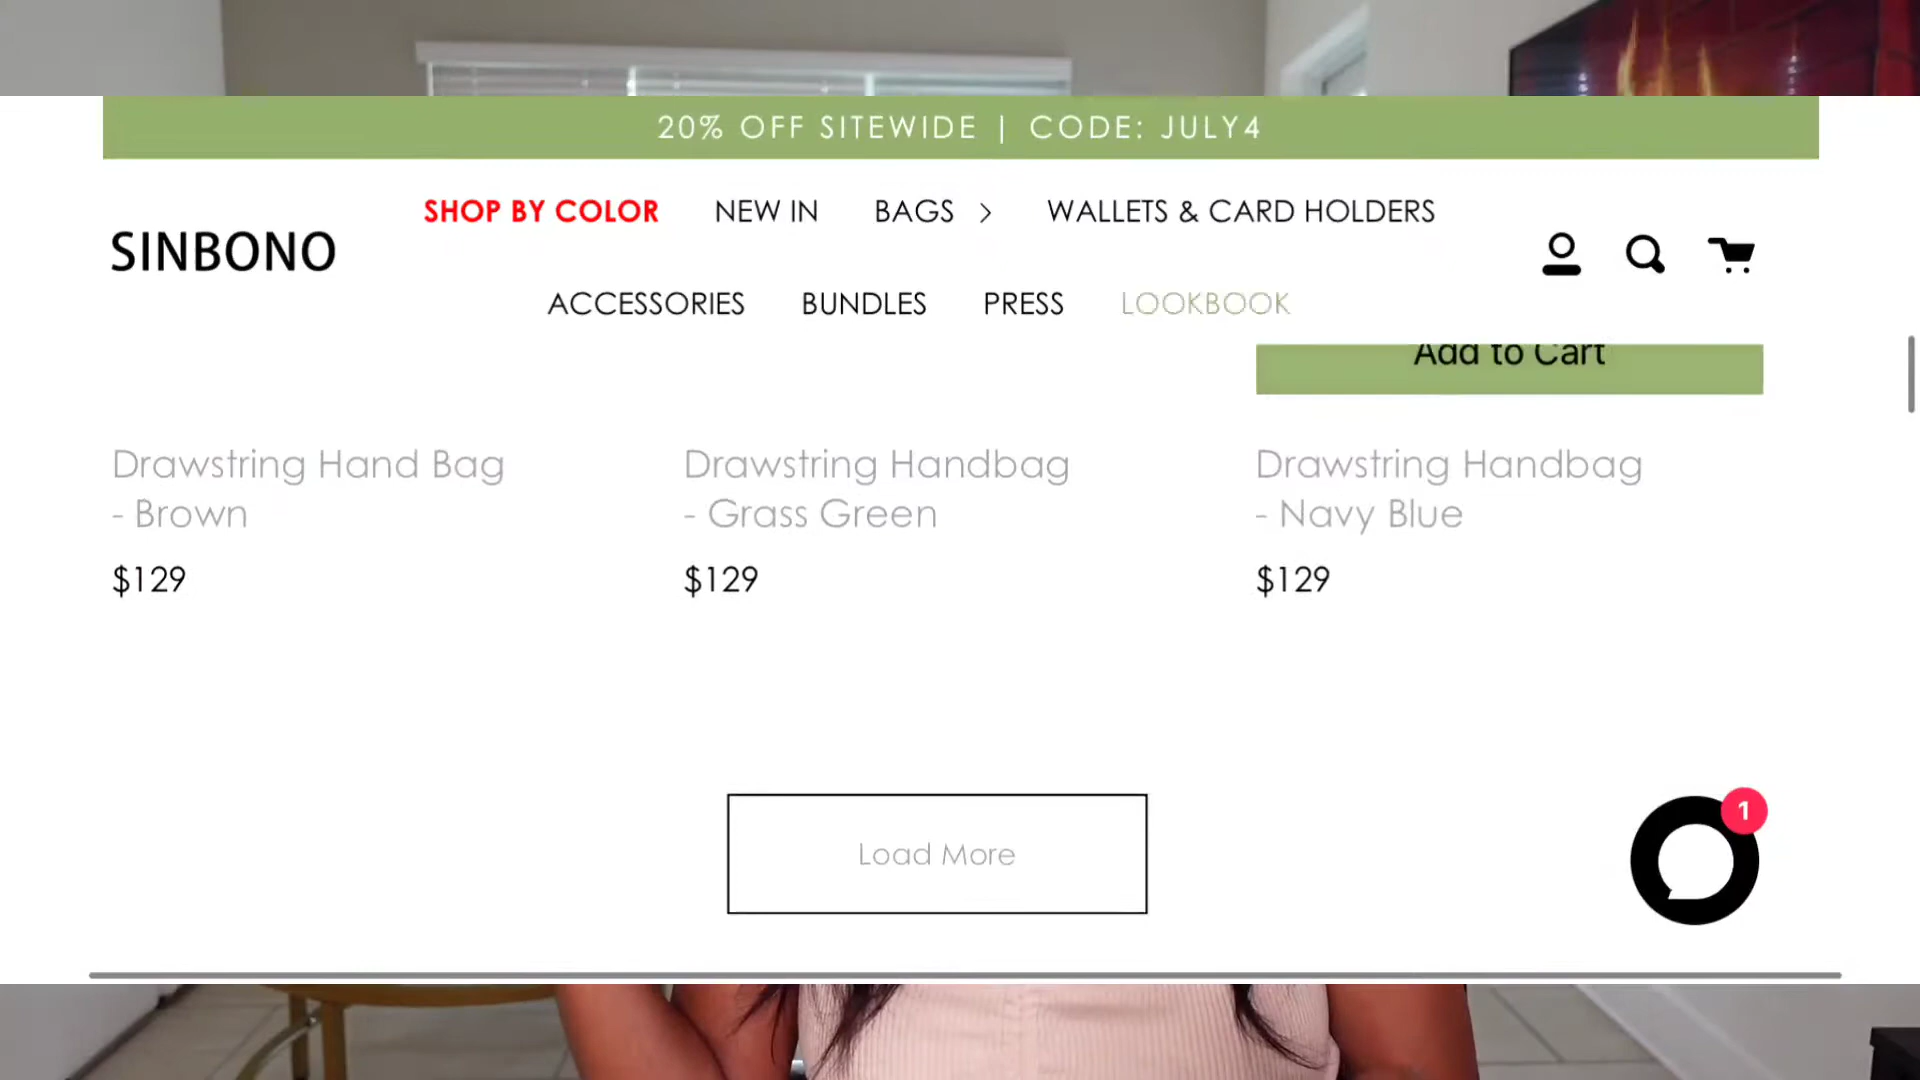 20% OFF SITEWIDE | CODE: JULY4
SHOP BY COLOR NEW IN BAGS WALLETS & CARD HOLDERS
SINBONO
ACCESSORIES BUNDLES PRESS LOOKBOOK
Add to Cart
Drawstring Hand Bag
- Brown
$129
Drawstring Handbag
- Grass Green
$129
Drawstring Handbag
- Navy Blue
$129
Load More
1